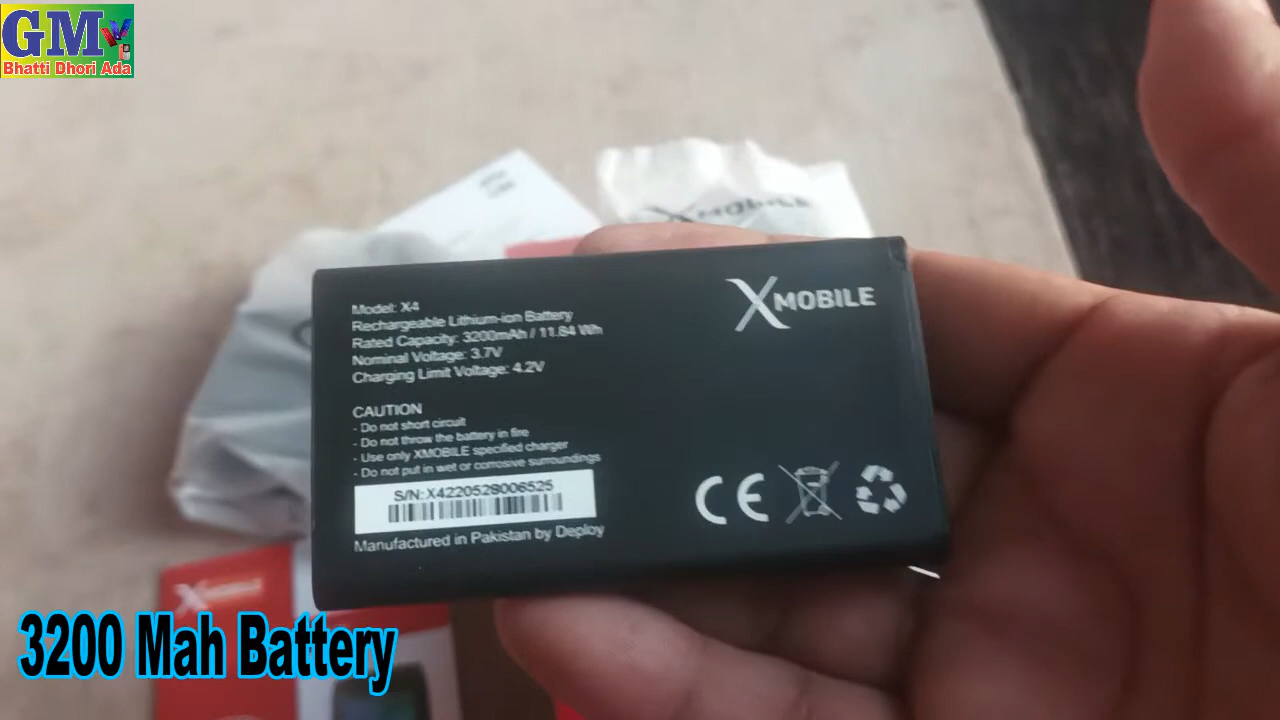 GM
Bhatti Dhori Ada
XMOBILE
Model: X4
Rechargeable Lithium-ion Battery
Rated Capacity: 3200mAh / 11.84 Wh
Nominal Voltage: 3.7V
Charging Limit Voltage: 4.2V
XMOBILE
CAUTION
- Do not short circuit
- Do not throw the battery in fire
- Use only XMOBILE specified charger
- Do not put in wet or corrosive surroundings
S/N: X4220528006525
Manufactured in Pakistan by Deploy
CE
3200 Mah Battery